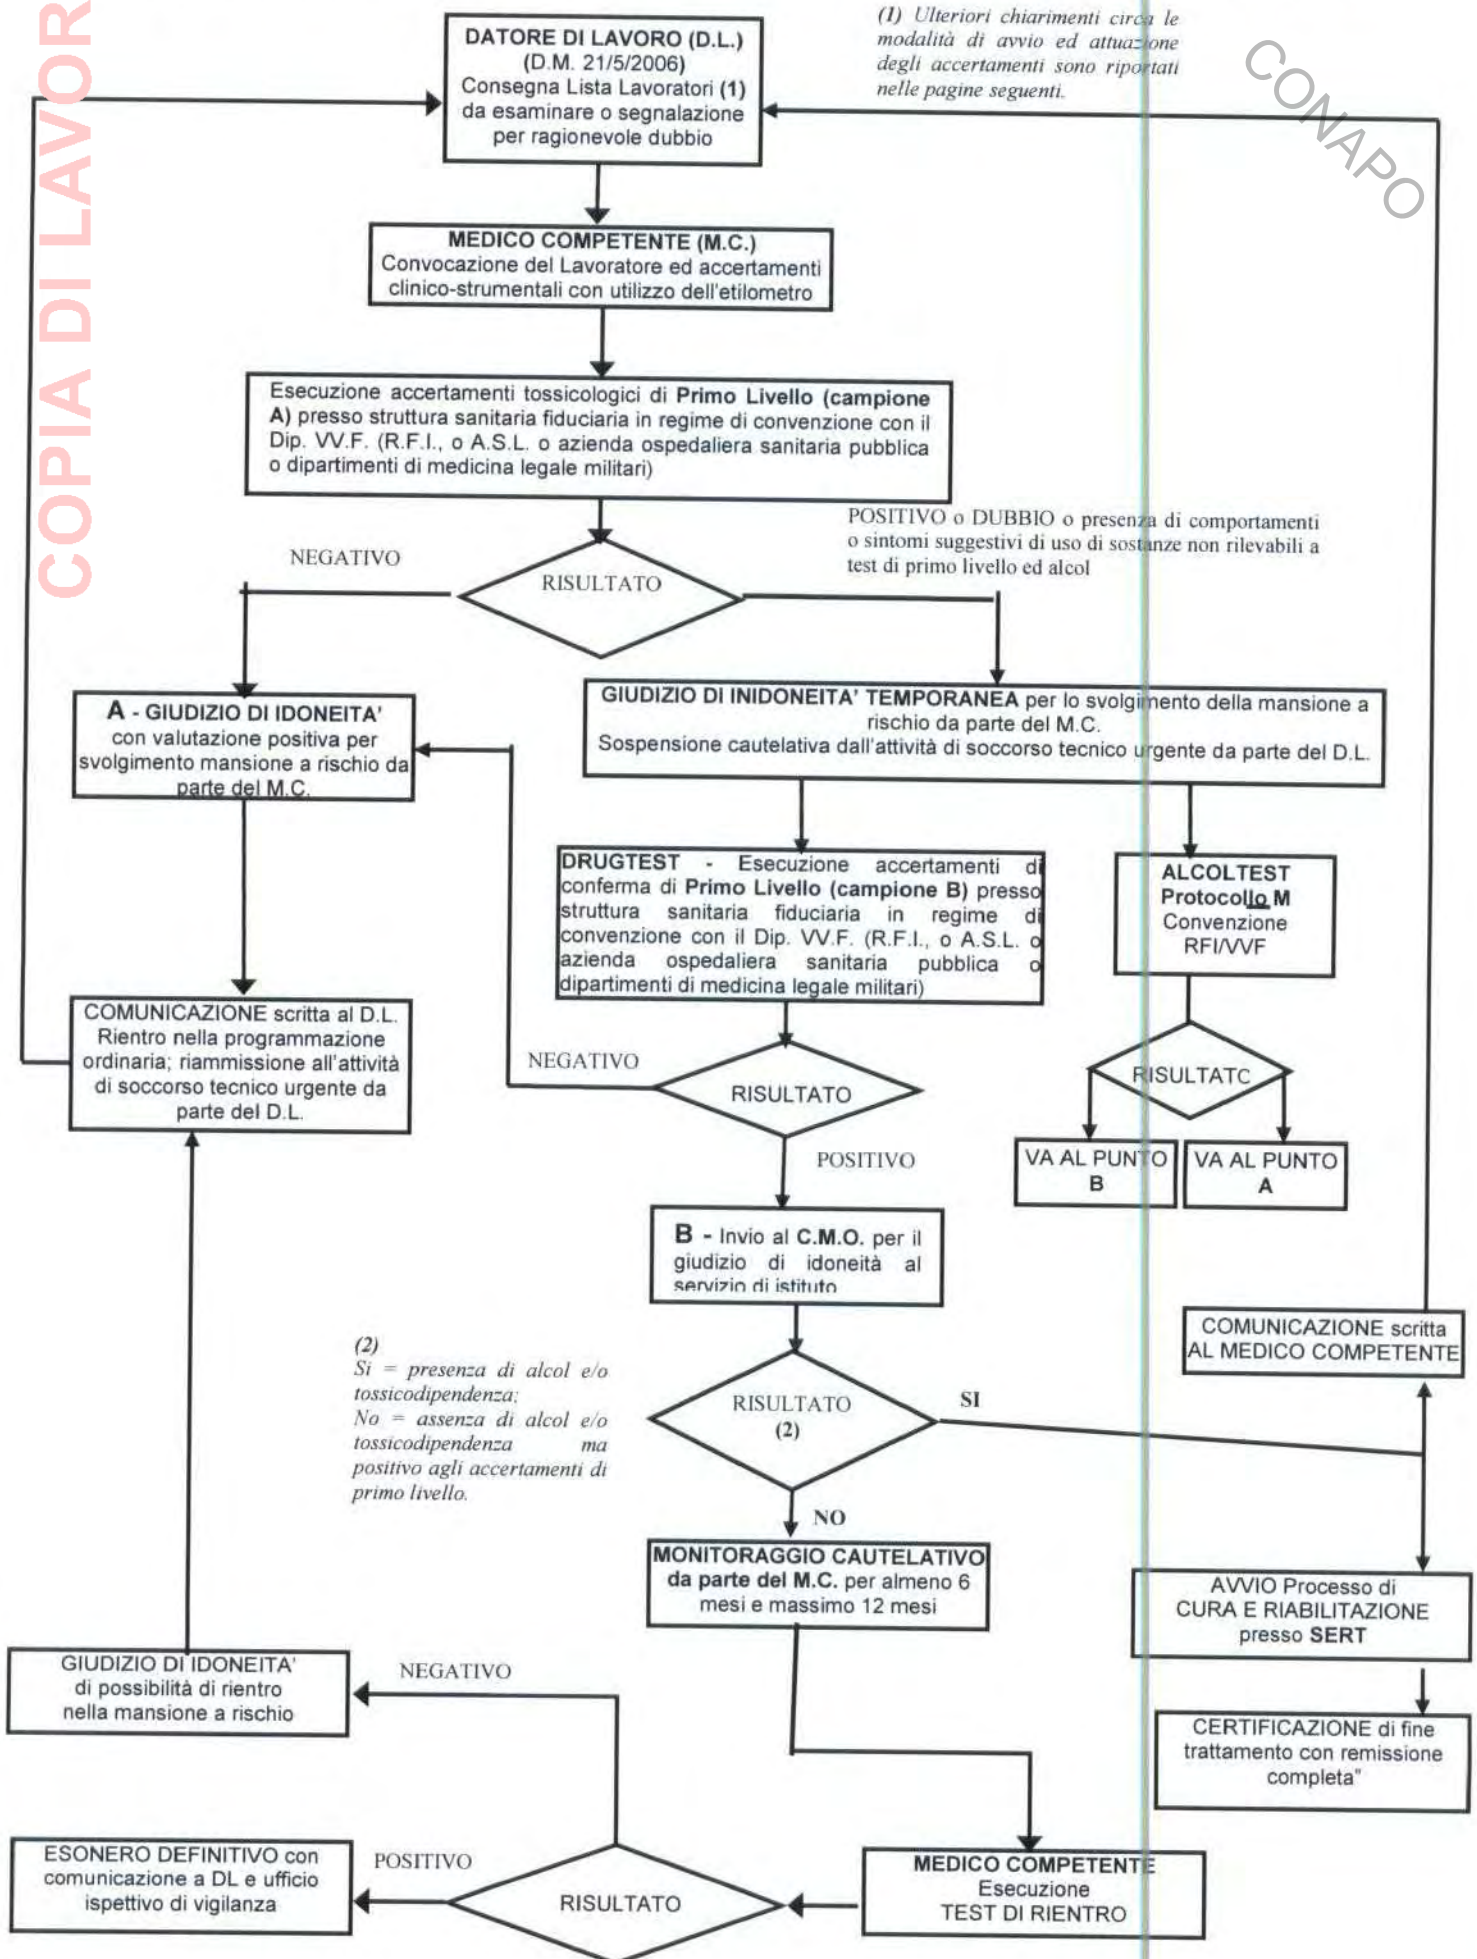 COPIA DI LAVOR
CONAPO
(1) Ulteriori chiarimenti circa le
modalità di avvio ed attuazione
degli accertamenti sono riportati
nelle pagine seguenti.
DATORE DI LAVORO (D.L.)
(D.M. 21/5/2006)
Consegna Lista Lavoratori (1)
da esaminare o segnalazione
per ragionevole dubbio
MEDICO COMPETENTE (M.C.)
Convocazione del Lavoratore ed accertamenti
clinico-strumentali con utilizzo dell'etilometro
Esecuzione accertamenti tossicologici di Primo Livello (campione
A) presso struttura sanitaria fiduciaria in regime di convenzione con il
Dip. VV.F. (R.F.I., o A.S.L. o azienda ospedaliera sanitaria pubblica
o dipartimenti di medicina legale militari)
POSITIVO o DUBBIO o presenza di comportamenti
o sintomi suggestivi di uso di sostanze non rilevabili a
test di primo livello ed alcol
NEGATIVO
RISULTATO
A - GIUDIZIO DI IDONEITA'
con valutazione positiva per
svolgimento mansione a rischio da
parte del M.C.
GIUDIZIO DI INIDONEITA' TEMPORANEA per lo svolgimento della mansione a
rischio da parte del M.C.
Sospensione cautelativa dall'attività di soccorso tecnico urgente da parte del D.L.
DRUGTEST - Esecuzione accertamenti di
conferma di Primo Livello (campione B) presso
struttura sanitaria fiduciaria in regime di
convenzione con il Dip. VV.F. (R.F.I., o A.S.L. o
azienda ospedaliera sanitaria pubblica o
dipartimenti di medicina legale militari)
ALCOLTEST
Protocollo M
Convenzione
RFI/VVF
COMUNICAZIONE scritta al D.L.
Rientro nella programmazione
ordinaria; riammissione all'attività
di soccorso tecnico urgente da
parte del D.L.
NEGATIVO
RISULTATO
RISULTATC
POSITIVO
VA AL PUNTO
B
VA AL PUNTO
A
B - Invio al C.M.O. per il
giudizio di idoneità al
servizio di istituto
COMUNICAZIONE scritta
AL MEDICO COMPETENTE
(2)
Si = presenza di alcol e/o
tossicodipendenza;
No = assenza di alcol e/o
tossicodipendenza ma
positivo agli accertamenti di
primo livello.
RISULTATO
(2)
SI
NO
MONITORAGGIO CAUTELATIVO
da parte del M.C. per almeno 6
mesi e massimo 12 mesi
AVVIO Processo di
CURA E RIABILITAZIONE
presso SERT
GIUDIZIO DI IDONEITA'
di possibilità di rientro
nella mansione a rischio
NEGATIVO
CERTIFICAZIONE di fine
trattamento con remissione
completa"
ESONERO DEFINITIVO con
comunicazione a DL e ufficio
ispettivo di vigilanza
POSITIVO
RISULTATO
MEDICO COMPETENTE
Esecuzione
TEST DI RIENTRO